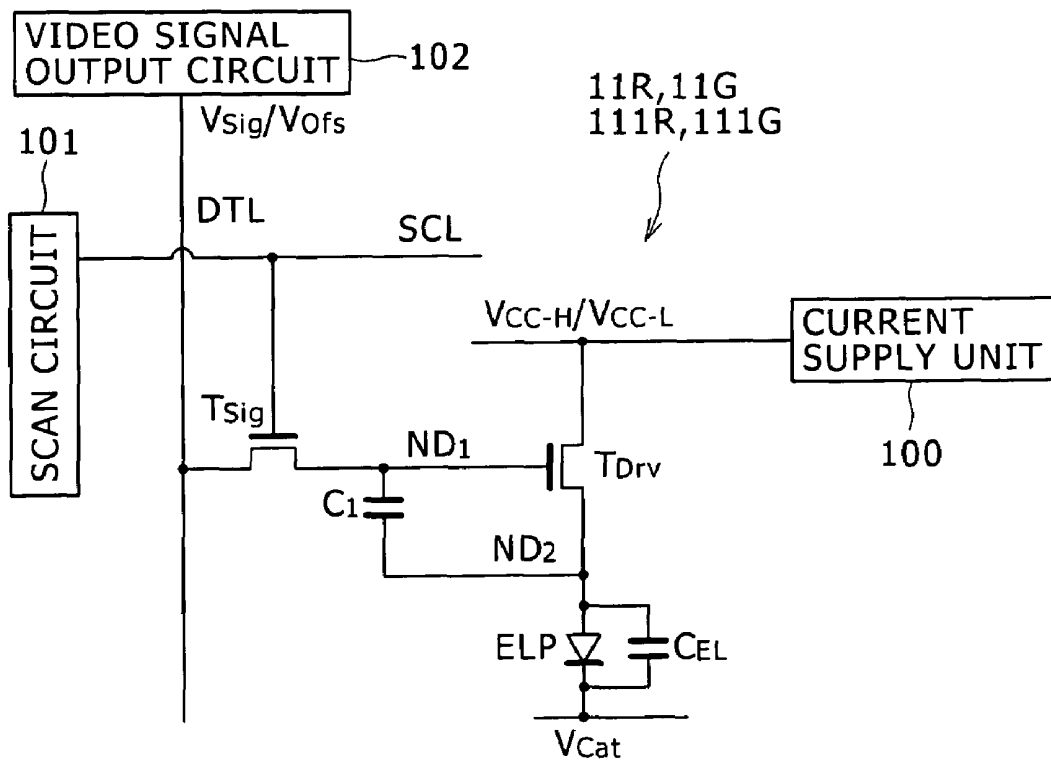 VIDEO SIGNAL
OUTPUT CIRCUIT
102
11R,11G
111R,111G
VSig/VOfs
101
DTL
SCL
SCAN CIRCUIT
VCC-H/VCC-L
CURRENT
SUPPLY UNIT
100
TSig
ND1
TDrv
C1
ND2
ELP
CEL
VCat